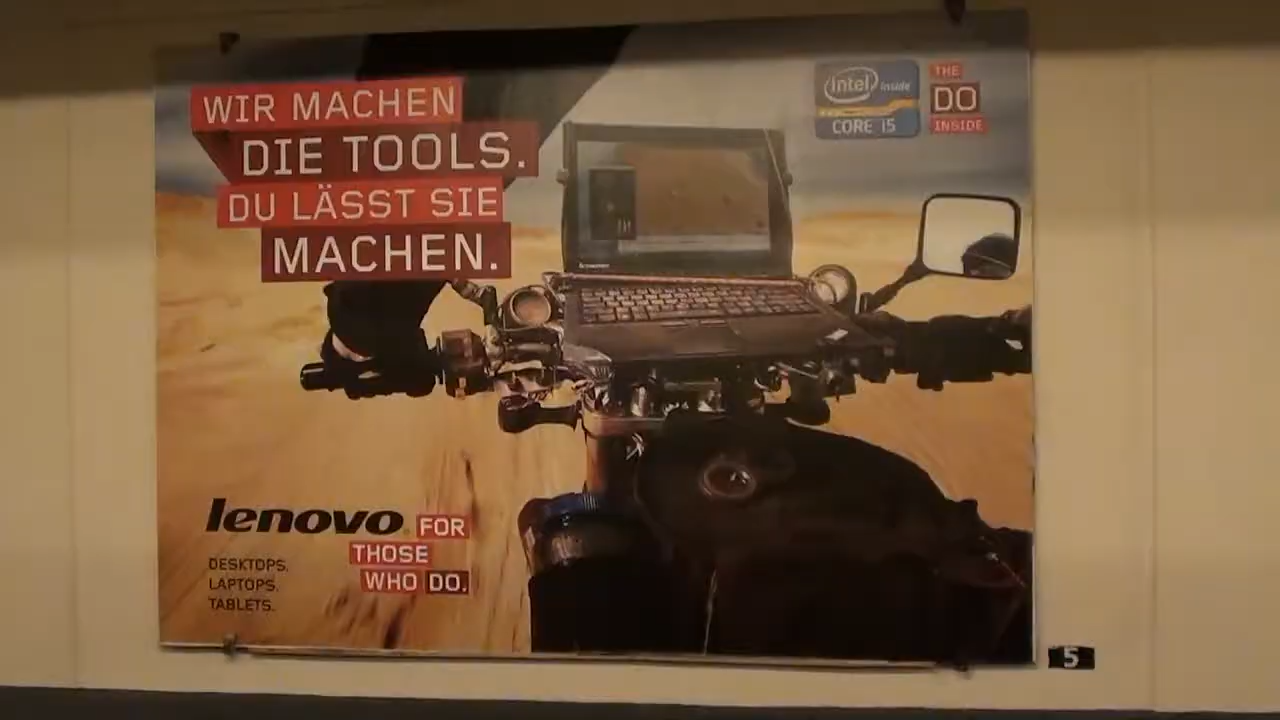 WIR MACHEN
DIE TOOLS.
DU LÄSST SIE
MACHEN.
intel inside
CORE i5
THE
DO
INSIDE
lenovo FOR
THOSE
WHO DO.
DESKTOPS.
LAPTOPS.
TABLETS.
5